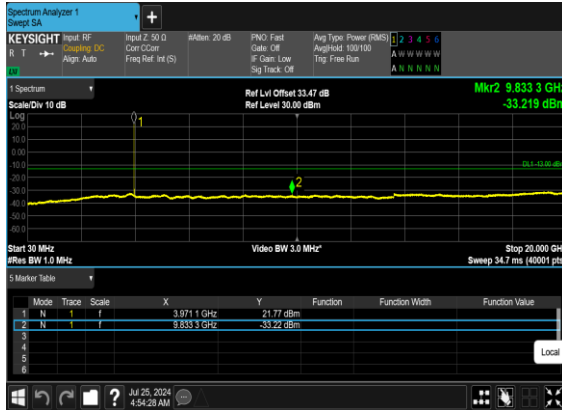 Spectrum Analyzer 1
Swept SA
+
KEYSIGHT Input: RF Input Z: 50 Ω #Atten: 20 dB PNO: Fast Avg Type: Power (RMS) 1 2 3 4 5 6
R T Coupling: DC Corr CCorr Gate: Off Avg|Hold: 100/100 A W W W W W
Align: Auto Freq Ref: Int (S) IF Gain: Low Trig: Free Run
Sig Track: Off A N N N N N
LXI
1 Spectrum Ref Lvl Offset 33.47 dB Mkr2 9.833 3 GHz
Scale/Div 10 dB Ref Level 30.00 dBm -33.219 dBm
Log
20.0
10.0
0.00
-10.0
-20.0
-30.0
-40.0
-50.0
-60.0
1
2
DL1 -13.00 dBm
Start 30 MHz Video BW 3.0 MHz* Stop 20.000 GH
#Res BW 1.0 MHz Sweep 34.7 ms (40001 pts
5 Marker Table
Mode Trace Scale X Y Function Function Width Function Value
1 N 1 f 3.971 1 GHz 21.77 dBm
2 N 1 f 9.833 3 GHz -33.22 dBm
3
4
5
6
Local
? Jul 25, 2024
4:54:28 AM